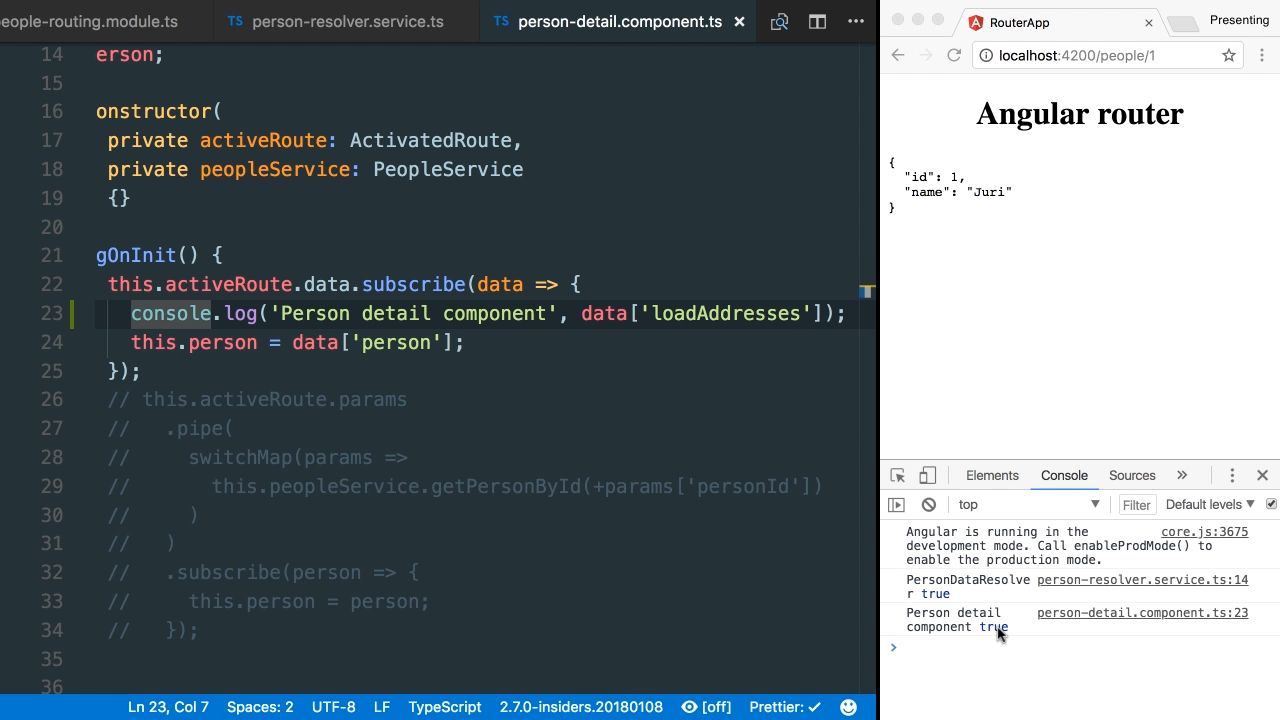 eople-routing.module.ts
TS person-resolver.service.ts
TS person-detail.component.ts
14 erson;
15
16 onstructor(
17 private activeRoute: ActivatedRoute,
18 private peopleService: PeopleService
19 {}
20
21 gOnInit() {
22 this.activeRoute.data.subscribe(data => {
23 console.log('Person detail component', data['loadAddresses']);
24 this.person = data['person'];
25 });
26 // this.activeRoute.params
27 // .pipe(
28 // switchMap(params =>
29 // this.peopleService.getPersonById(+params['personId'])
30 // )
31 // )
32 // .subscribe(person => {
33 // this.person = person;
34 // });
35
36
Ln 23, Col 7 Spaces: 2 UTF-8 LF TypeScript 2.7.0-insiders.20180108 [off] Prettier: ✓
RouterApp
Presenting
localhost:4200/people/1
Angular router
{
"id": 1,
"name": "Juri"
}
Elements Console Sources »
top Filter Default levels
Angular is running in the core.js:3675
development mode. Call enableProdMode() to
enable the production mode.
PersonDataResolve person-resolver.service.ts:14
r true
Person detail person-detail.component.ts:23
component true
>